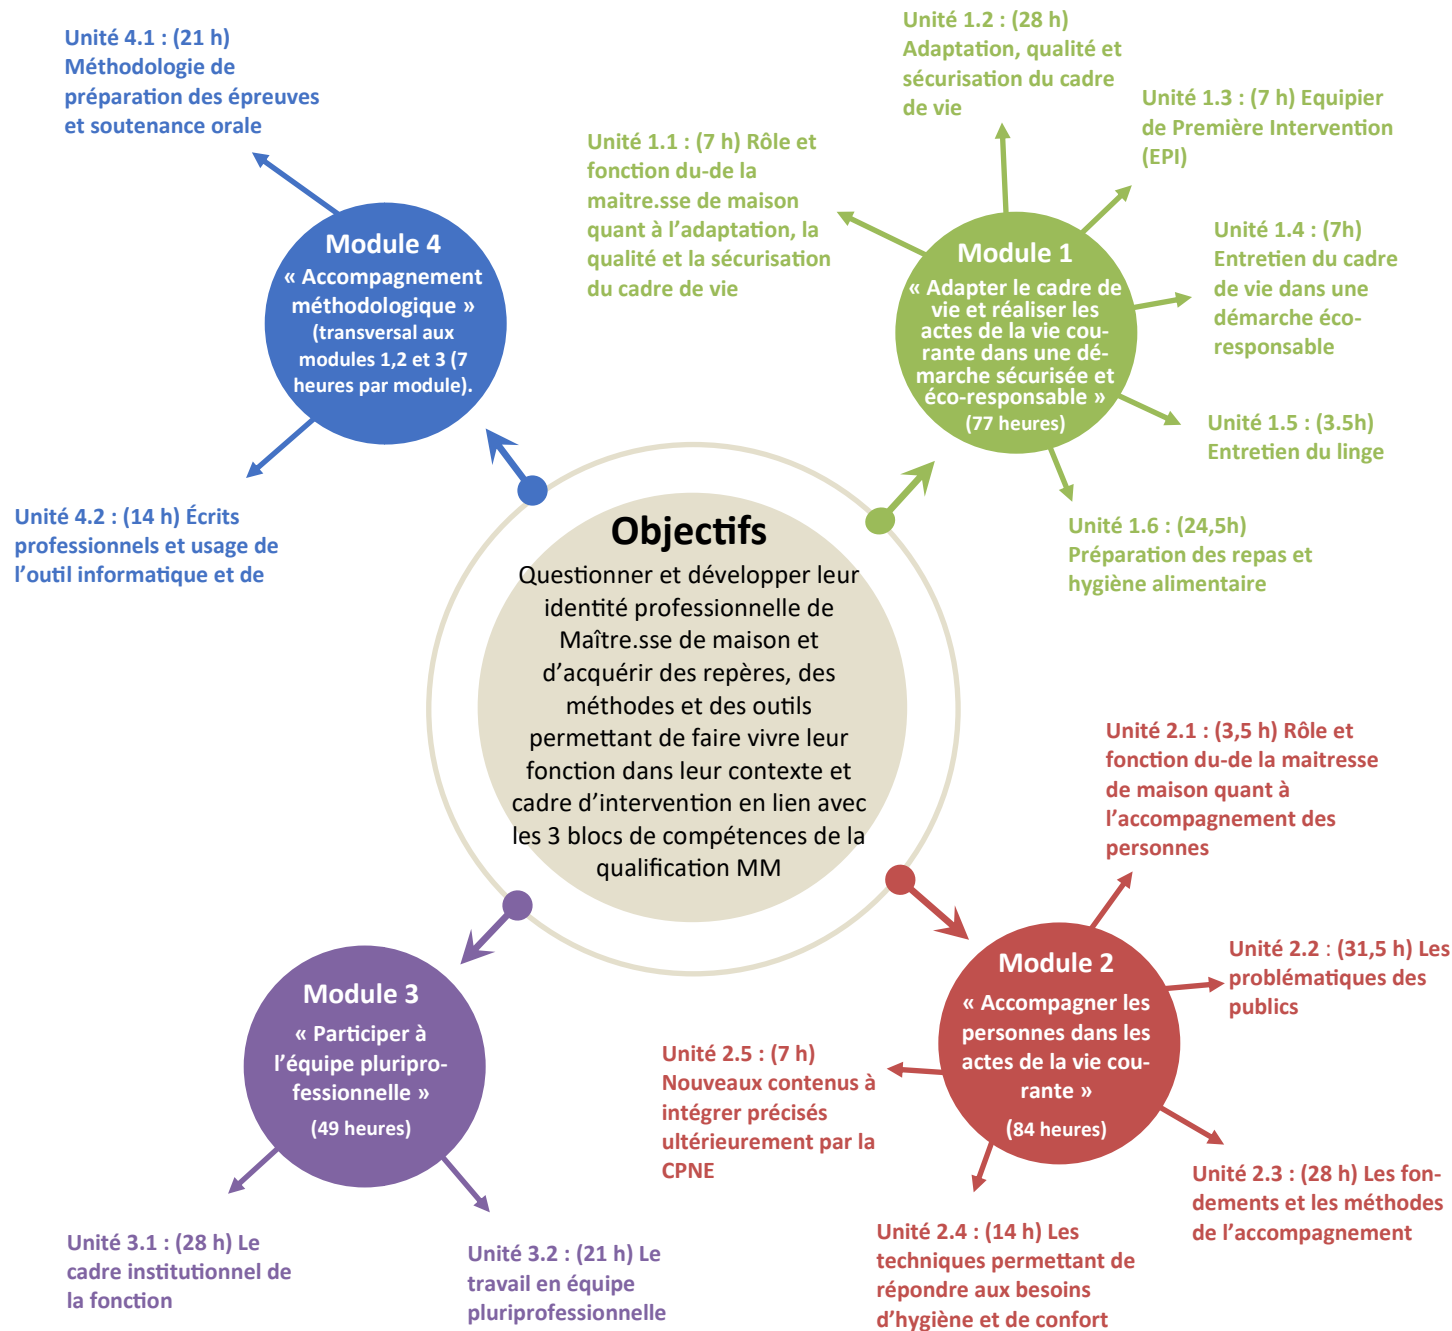 Unité 4.1 : (21 h)
Méthodologie de
préparation des épreuves
et soutenance orale
Module 4
« Accompagnement
méthodologique »
(transversal aux
modules 1,2 et 3 (7
heures par module).
Unité 4.2 : (14 h) Écrits
professionnels et usage de
l'outil informatique et de
Unité 1.1 : (7 h) Rôle et
fonction du-de la
maitre.sse de maison
quant à l'adaptation, la
qualité et la sécurisation
du cadre de vie
Unité 1.2 : (28 h)
Adaptation, qualité et
sécurisation du cadre
de vie
Unité 1.3 : (7 h) Equipier
de Première Intervention
(EPI)
Unité 1.4 : (7h)
Entretien du cadre
de vie dans une
démarche éco-
responsable
Unité 1.5 : (3.5h)
Entretien du linge
Unité 1.6 : (24,5h)
Préparation des repas et
hygiène alimentaire
Module 1
« Adapter le cadre de
vie et réaliser les
actes de la vie cou-
rante dans une dé-
marche sécurisée et
éco-responsable »
(77 heures)
Objectifs
Questionner et développer leur
identité professionnelle de
Maître.sse de maison et
d'acquérir des repères, des
méthodes et des outils
permettant de faire vivre leur
fonction dans leur contexte et
cadre d'intervention en lien avec
les 3 blocs de compétences de la
qualification MM
Unité 2.1 : (3,5 h) Rôle et
fonction du-de la maitresse
de maison quant à
l'accompagnement des
personnes
Unité 2.2 : (31,5 h) Les
problématiques des
publics
Module 2
« Accompagner les
personnes dans les
actes de la vie cou-
rante »
(84 heures)
Unité 2.5 : (7 h)
Nouveaux contenus à
intégrer précisés
ultérieurement par la
CPNE
Unité 2.3 : (28 h) Les fon-
dements et les méthodes
de l'accompagnement
Unité 2.4 : (14 h) Les
techniques permettant de
répondre aux besoins
d'hygiène et de confort
Module 3
« Participer à
l'équipe pluripro-
fessionnelle »
(49 heures)
Unité 3.1 : (28 h) Le
cadre institutionnel de
la fonction
Unité 3.2 : (21 h) Le
travail en équipe
pluriprofessionnelle